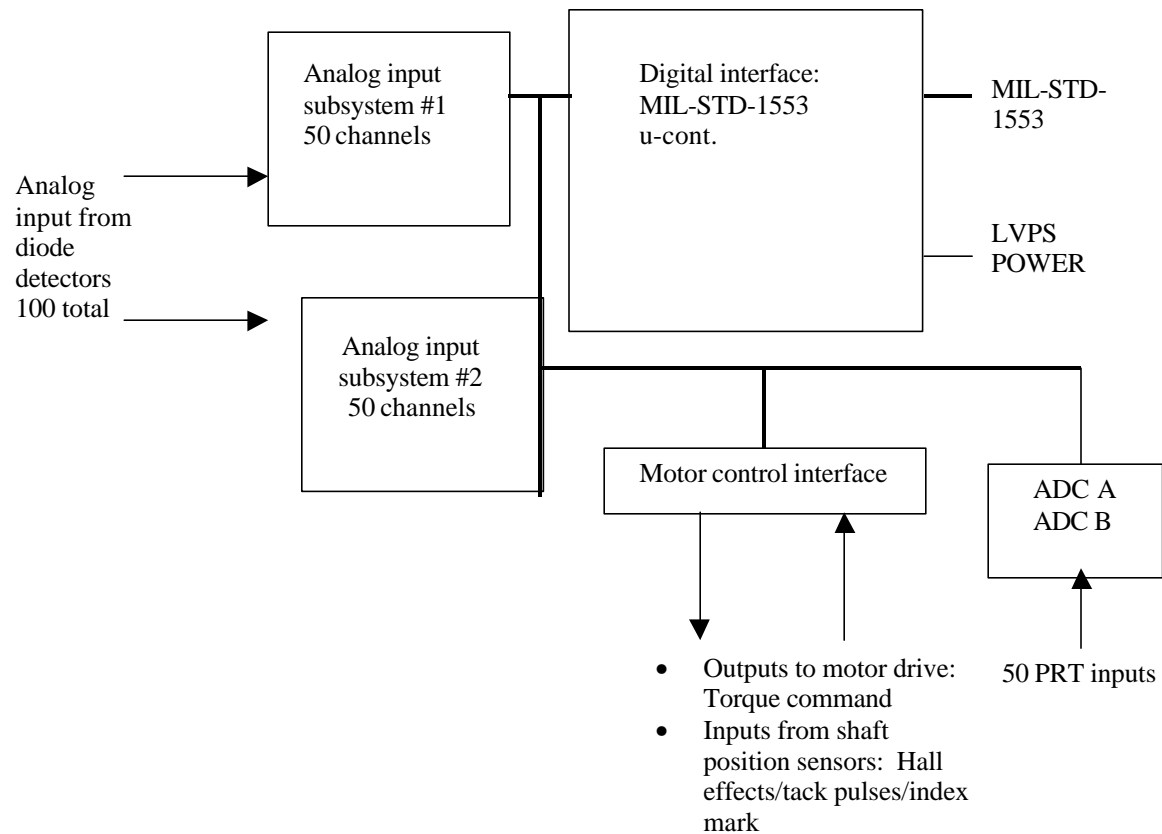 Analog input
subsystem #1
50 channels
Digital interface:
MIL-STD-1553
u-cont.
MIL-STD-
1553
Analog
input from
diode
detectors
100 total
LVPS
POWER
Analog input
subsystem #2
50 channels
Motor control interface
ADC A
ADC B
• Outputs to motor drive:
Torque command
• Inputs from shaft
position sensors: Hall
effects/tack pulses/index
mark
50 PRT inputs